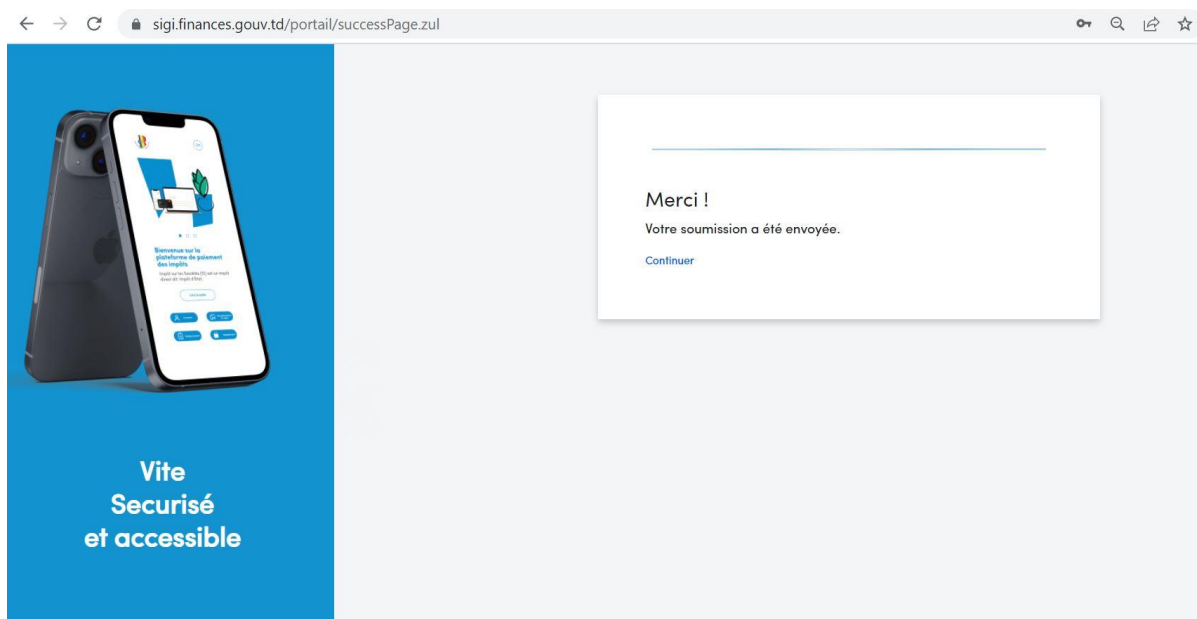 sigi.finances.gouv.td/portail/successPage.zul
Bienvenue sur la
plateforme de paiement
des impôts
Merci !
Votre soumission a été envoyée.
Continuer
Vite
Securisé
et accessible